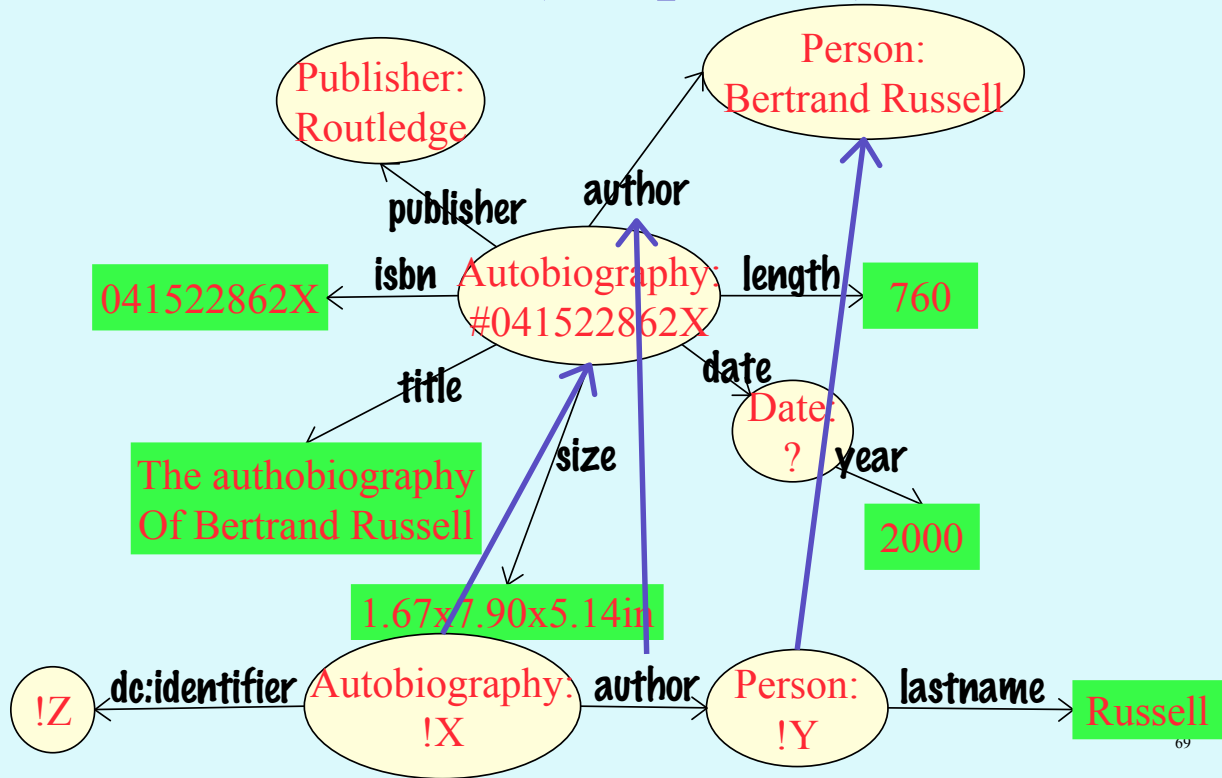 Publisher:
Routledge
Person:
Bertrand Russell
publisher
author
041522862X
isbn
Autobiography:
#041522862X
length
760
title
date
Date:
?
size
year
The authobiography
Of Bertrand Russell
2000
1.67x7.90x5.14in
!Z
dc:identifier
Autobiography:
!X
author
Person:
!Y
lastname
Russell
69